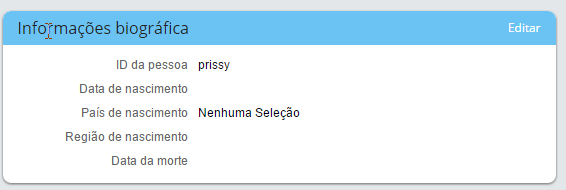 Informações biográfica Editar
ID da pessoa prissy
Data de nascimento
País de nascimento Nenhuma Seleção
Região de nascimento
Data da morte